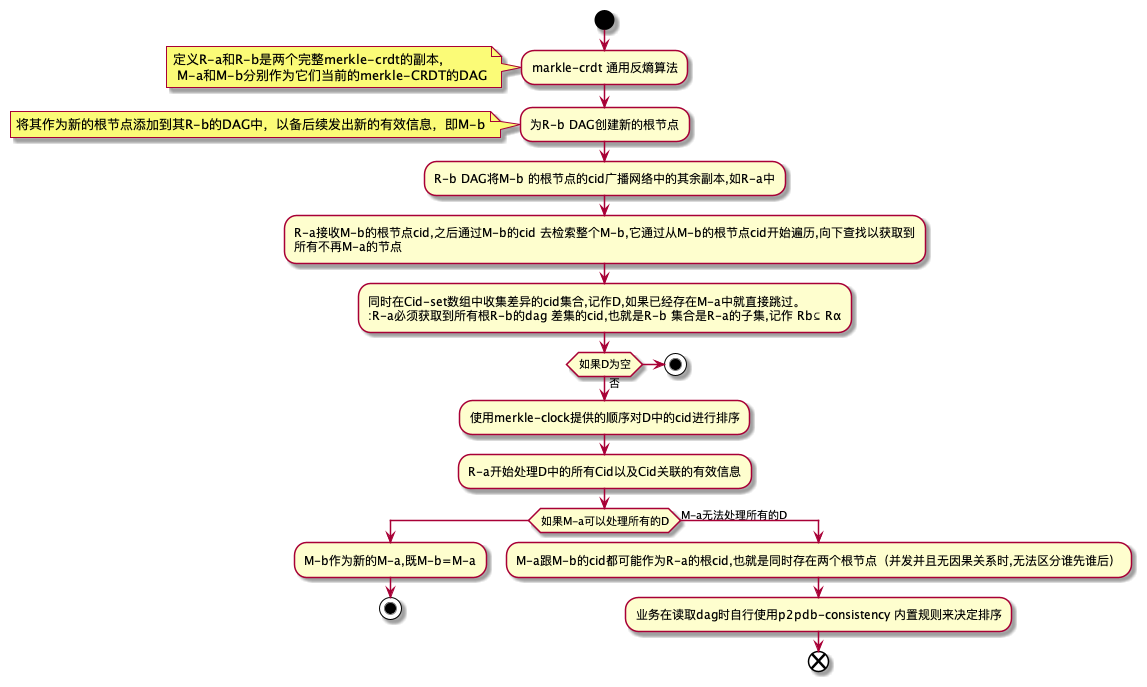 定义R-a和R-b是两个完整merkle-crdt的副本,
M-a和M-b分别作为它们当前的merkle-CRDT的DAG
markle-crdt 通用反熵算法
将其作为新的根节点添加到其R-b的DAG中，以备后续发出新的有效信息，即M-b
为R-b DAG创建新的根节点
R-b DAG将M-b 的根节点的cid广播网络中的其余副本,如R-a中
R-a接收M-b的根节点cid,之后通过M-b的cid 去检索整个M-b,它通过从M-b的根节点cid开始遍历,向下查找以获取到
所有不再M-a的节点
同时在Cid-set数组中收集差异的cid集合,记作D,如果已经存在M-a中就直接跳过。
:R-a必须获取到所有根R-b的dag 差集的cid,也就是R-b 集合是R-a的子集,记作 Rb⊆ Rα
如果D为空
否
使用merkle-clock提供的顺序对D中的cid进行排序
R-a开始处理D中的所有Cid以及Cid关联的有效信息
如果M-a可以处理所有的D
M-a无法处理所有的D
M-b作为新的M-a,既M-b=M-a
M-a跟M-b的cid都可能作为R-a的根cid,也就是同时存在两个根节点（并发并且无因果关系时,无法区分谁先谁后）
业务在读取dag时自行使用p2pdb-consistency 内置规则来决定排序